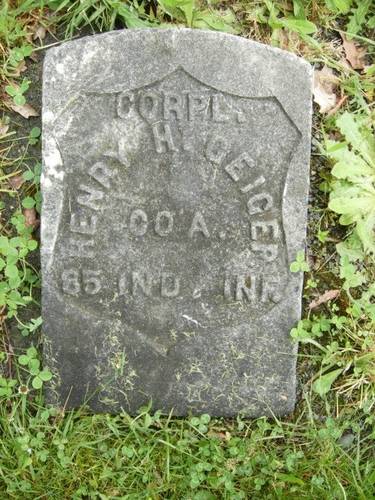 CORPL.
HENRY H. GEIGER.
CO A.
85 IND. INF.